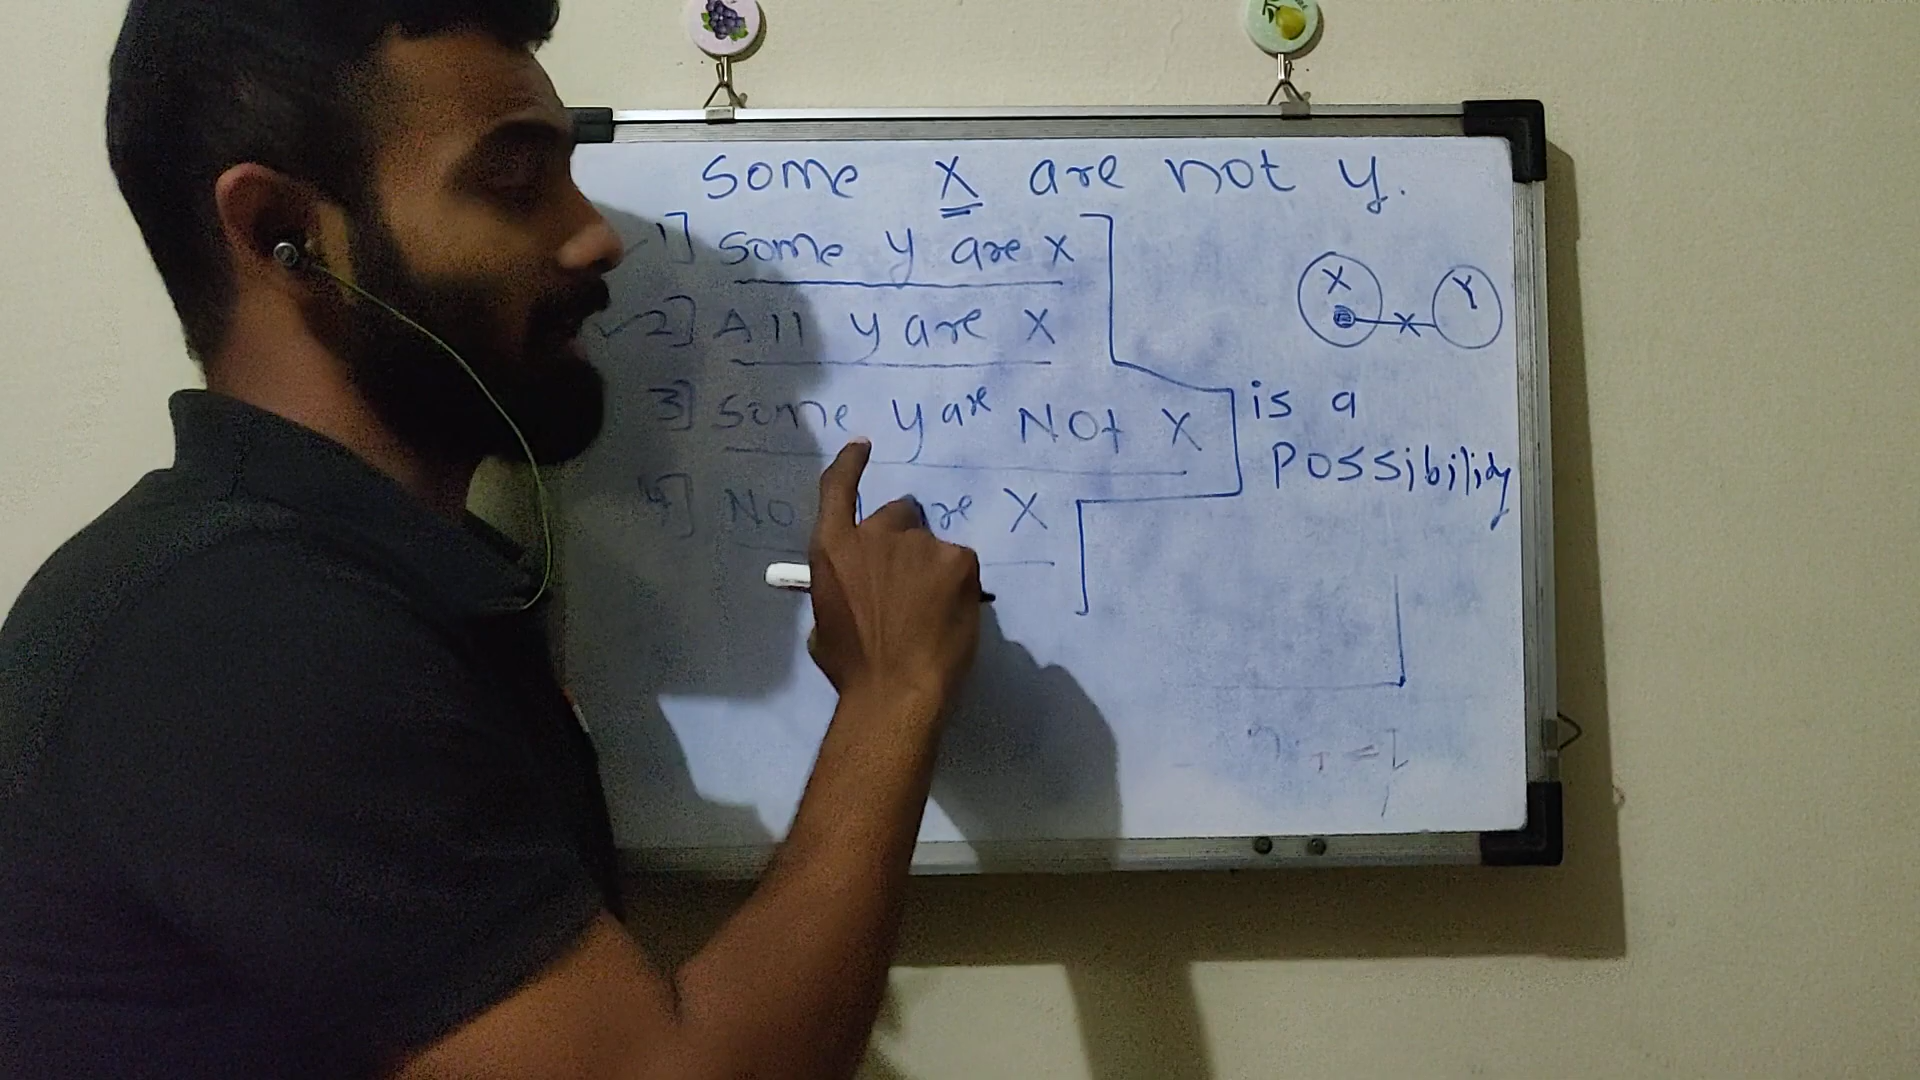 Some X are not y.
1] Some y are X
2] All y are X
3] Some y are NOt X
4] NO are X
is a
Possibility
X
Y